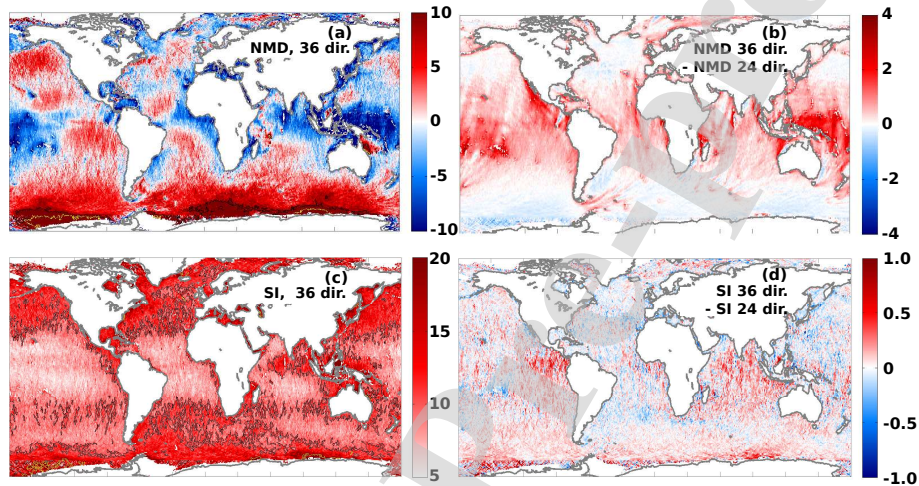 (a)
NMD, 36 dir.
10
5
0
-5
-10
(b)
NMD 36 dir.
- NMD 24 dir.
4
2
0
-2
-4
(c)
SI, 36 dir.
20
15
10
5
(d)
SI 36 dir.
- SI 24 dir.
1.0
0.5
0
-0.5
-1.0